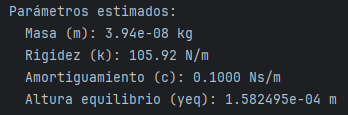 Parámetros estimados:
Masa (m): 3.94e-08 kg
Rigidez (k): 105.92 N/m
Amortiguamiento (c): 0.1000 Ns/m
Altura equilibrio (yeq): 1.582495e-04 m